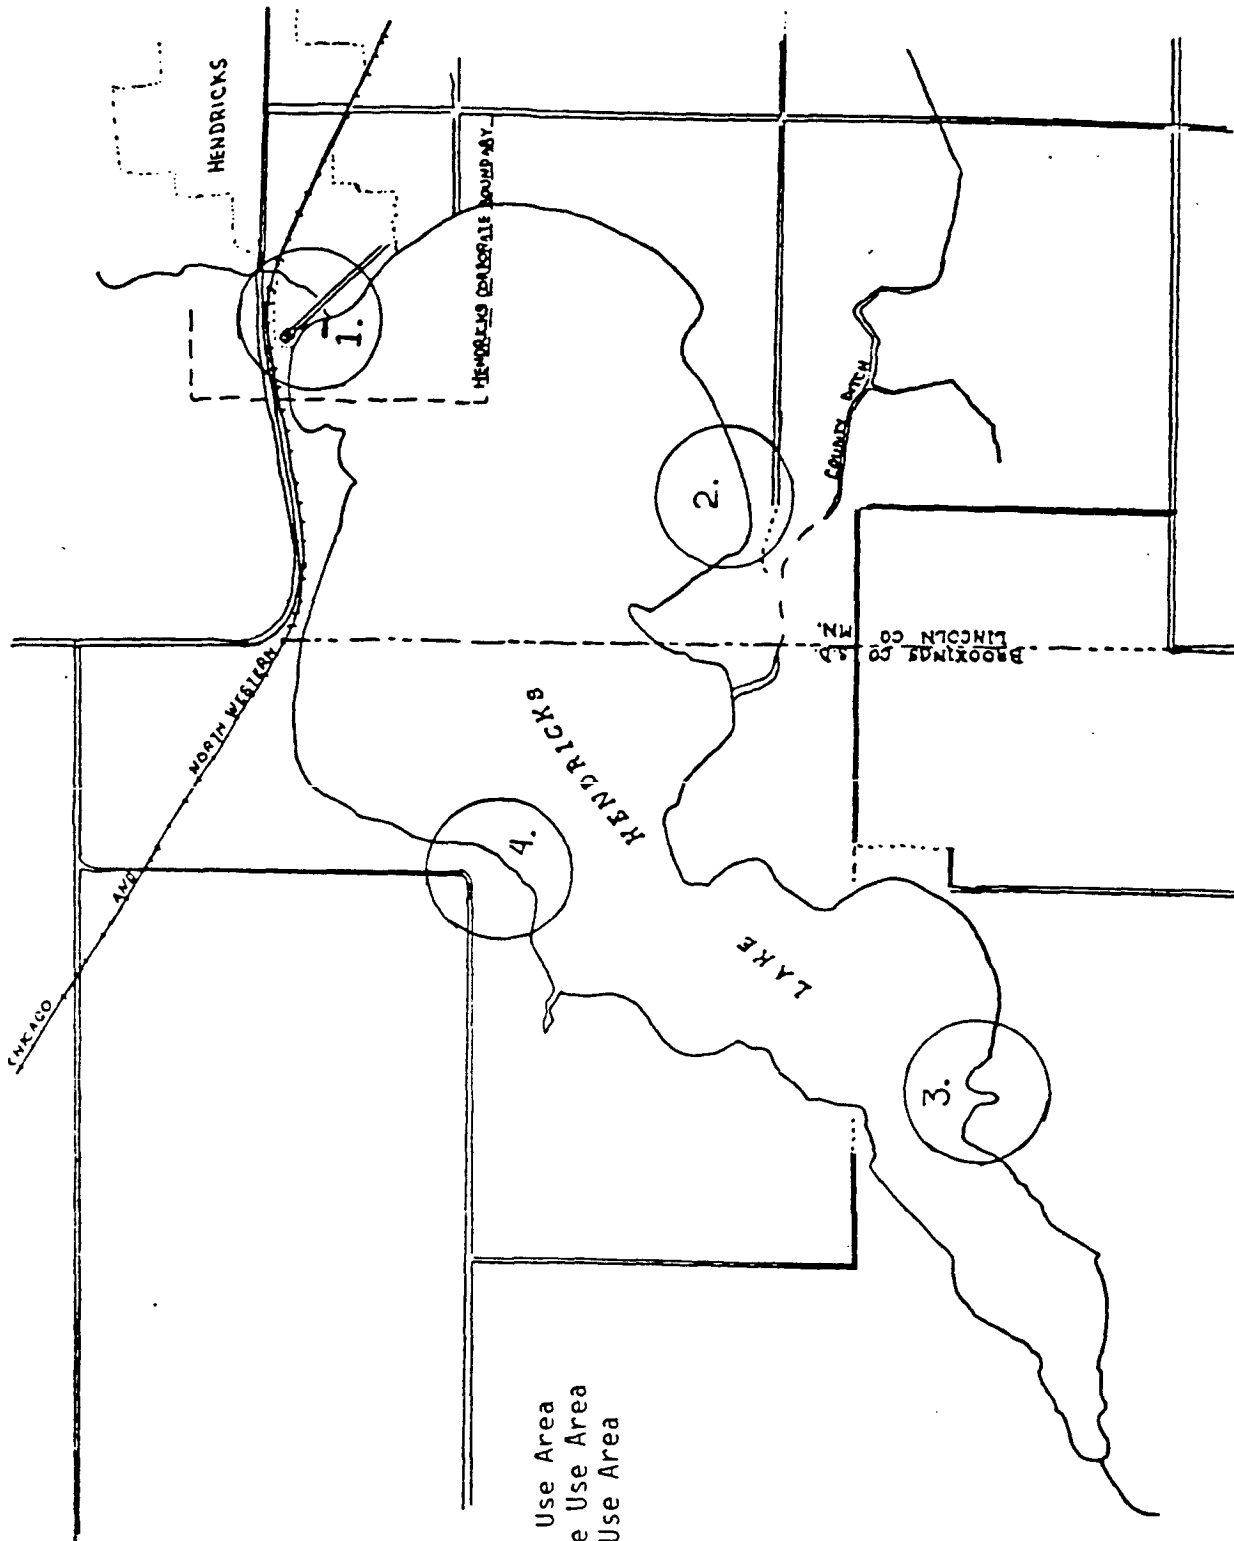 HENDRICKS
HENDRICKS CORPORATE BOUNDARY
1.
2.
COUNTY DITCH
BROOKINGS CO S.D.
LINCOLN CO MN.
CHICAGO AND NORTH WESTERN
4.
LAKE HENDRICKS
3.
Use Area
e Use Area
Use Area